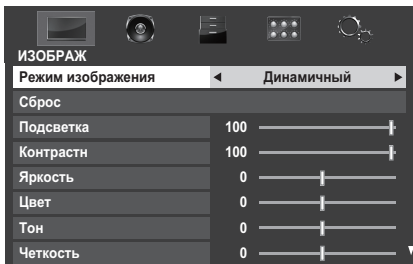 ИЗОБРАЖ
Режим изображения Динамичный
Сброс
Подсветка 100
Контрастн 100
Яркость 0
Цвет 0
Тон 0
Четкость 0